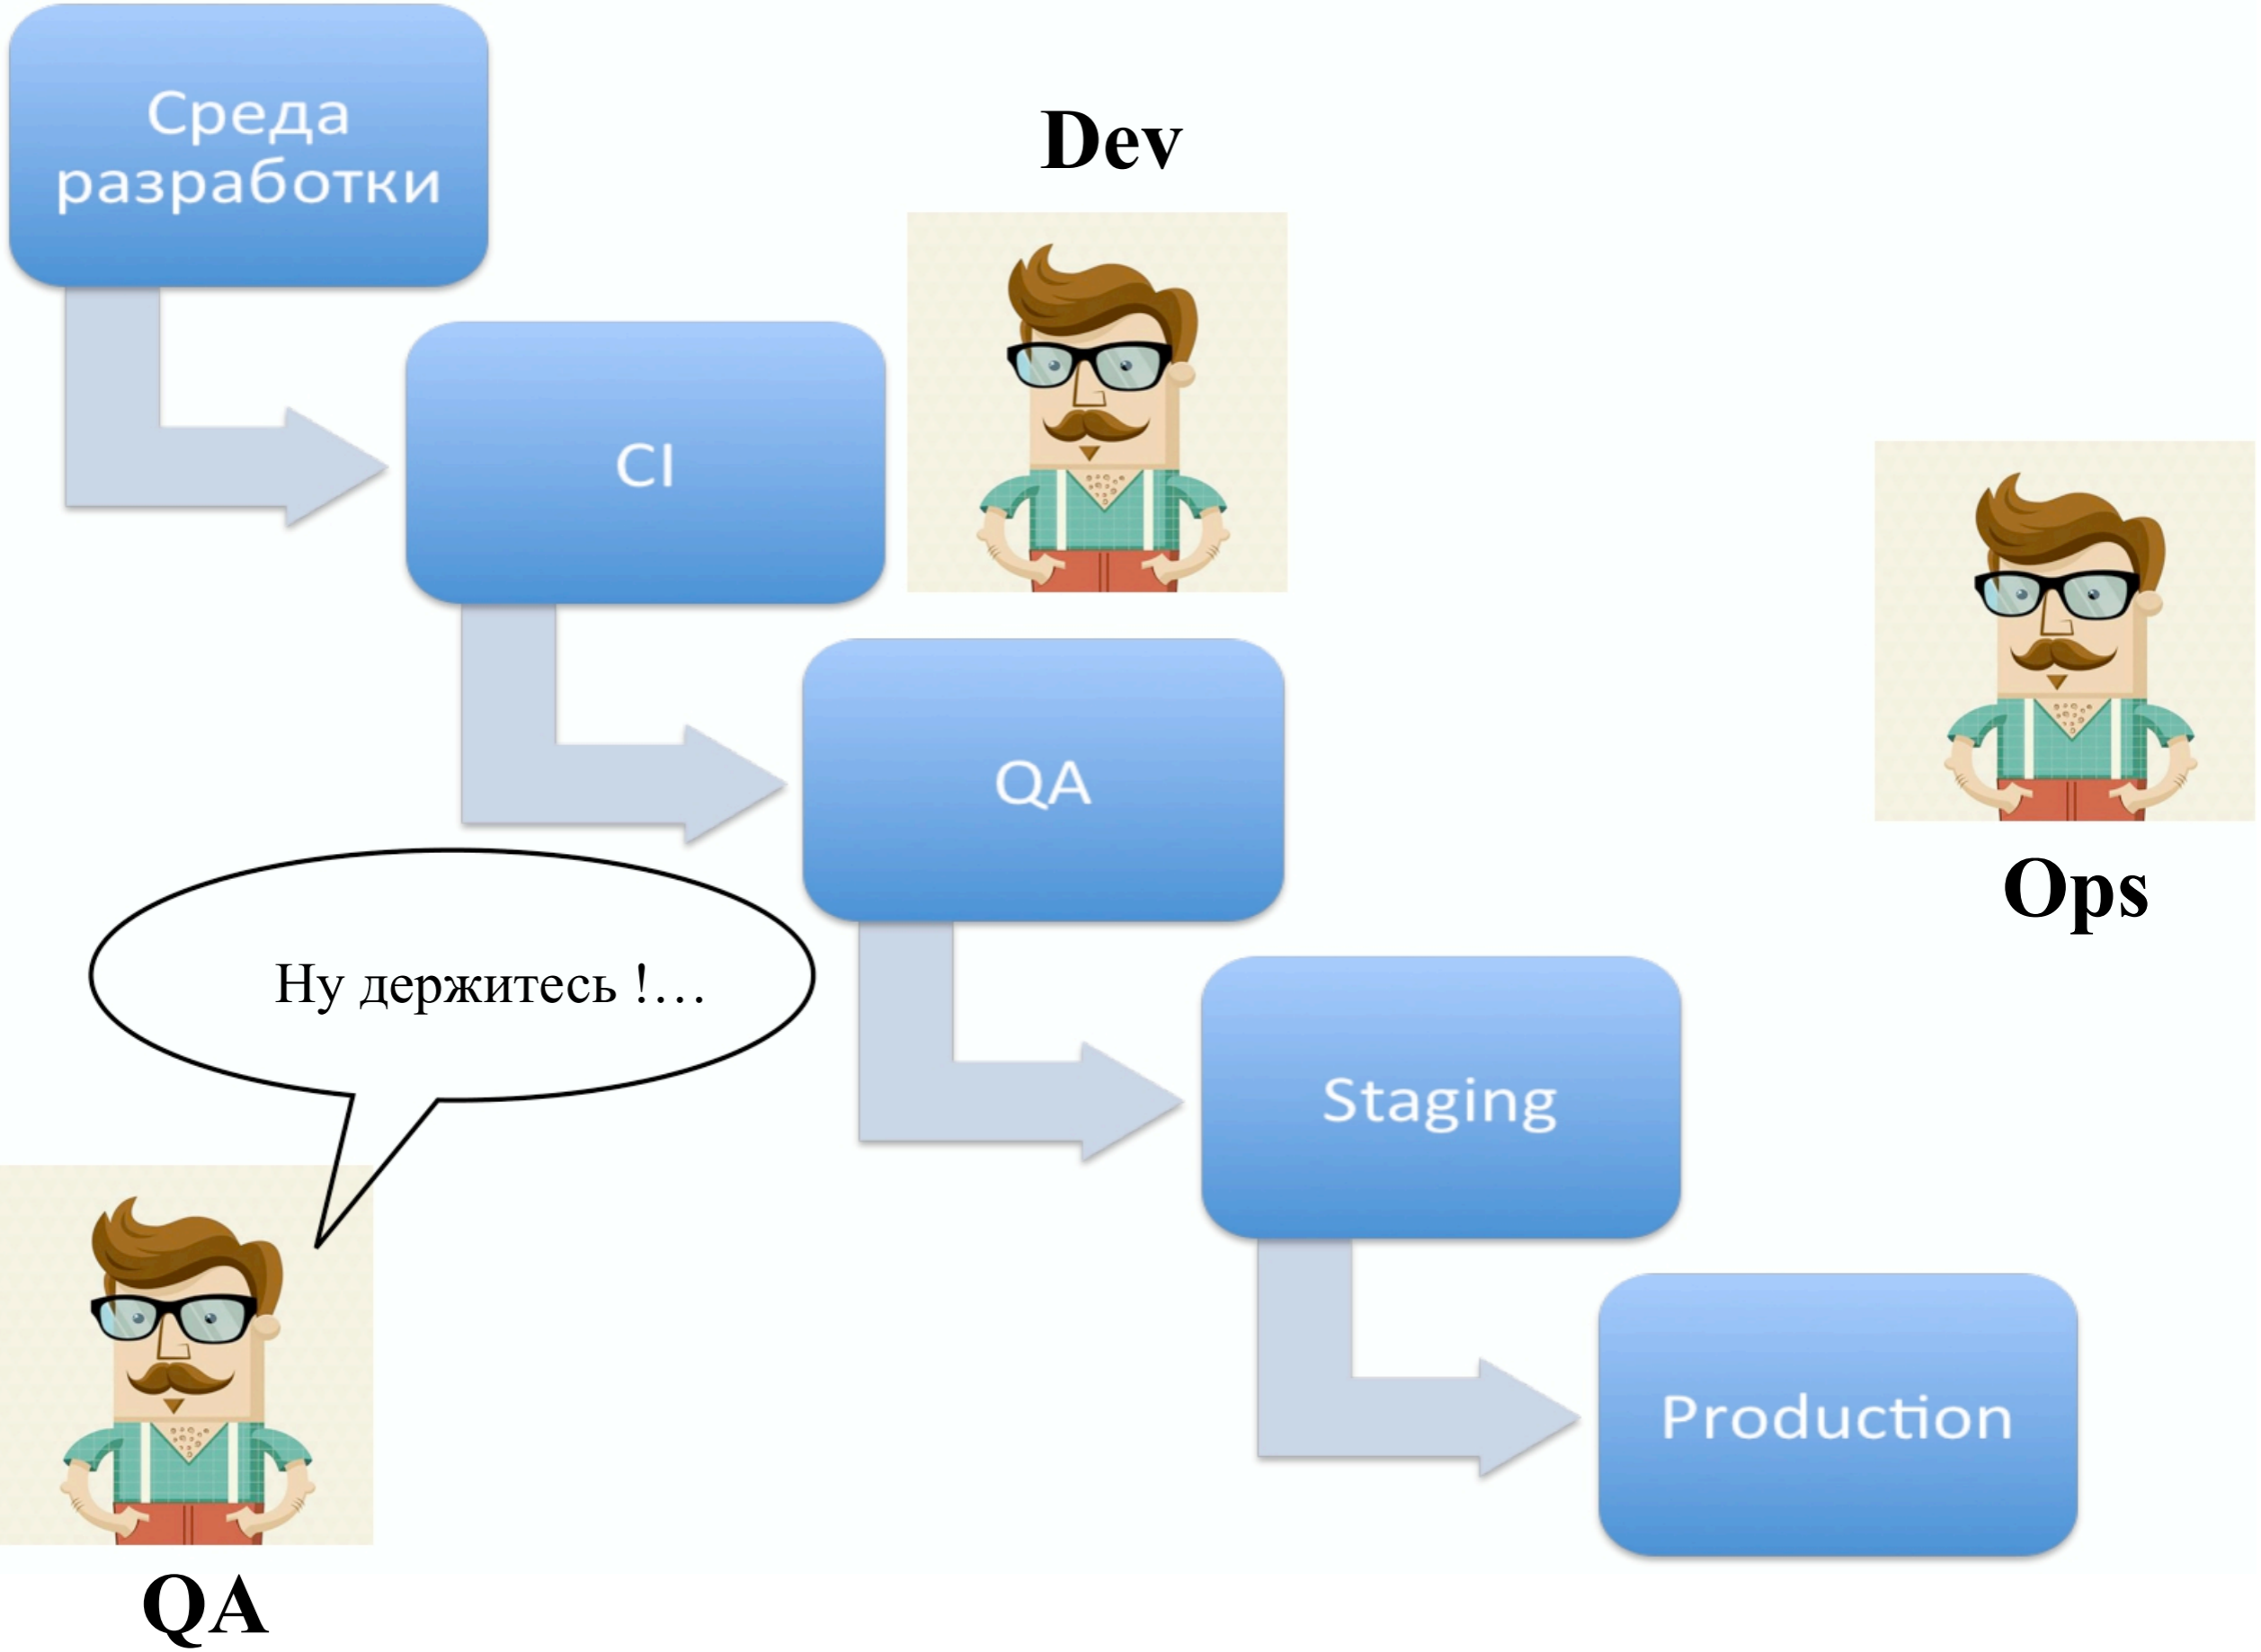 Среда
разработки
Dev
CI
QA
Ops
Ну держитесь !...
Staging
Production
QA